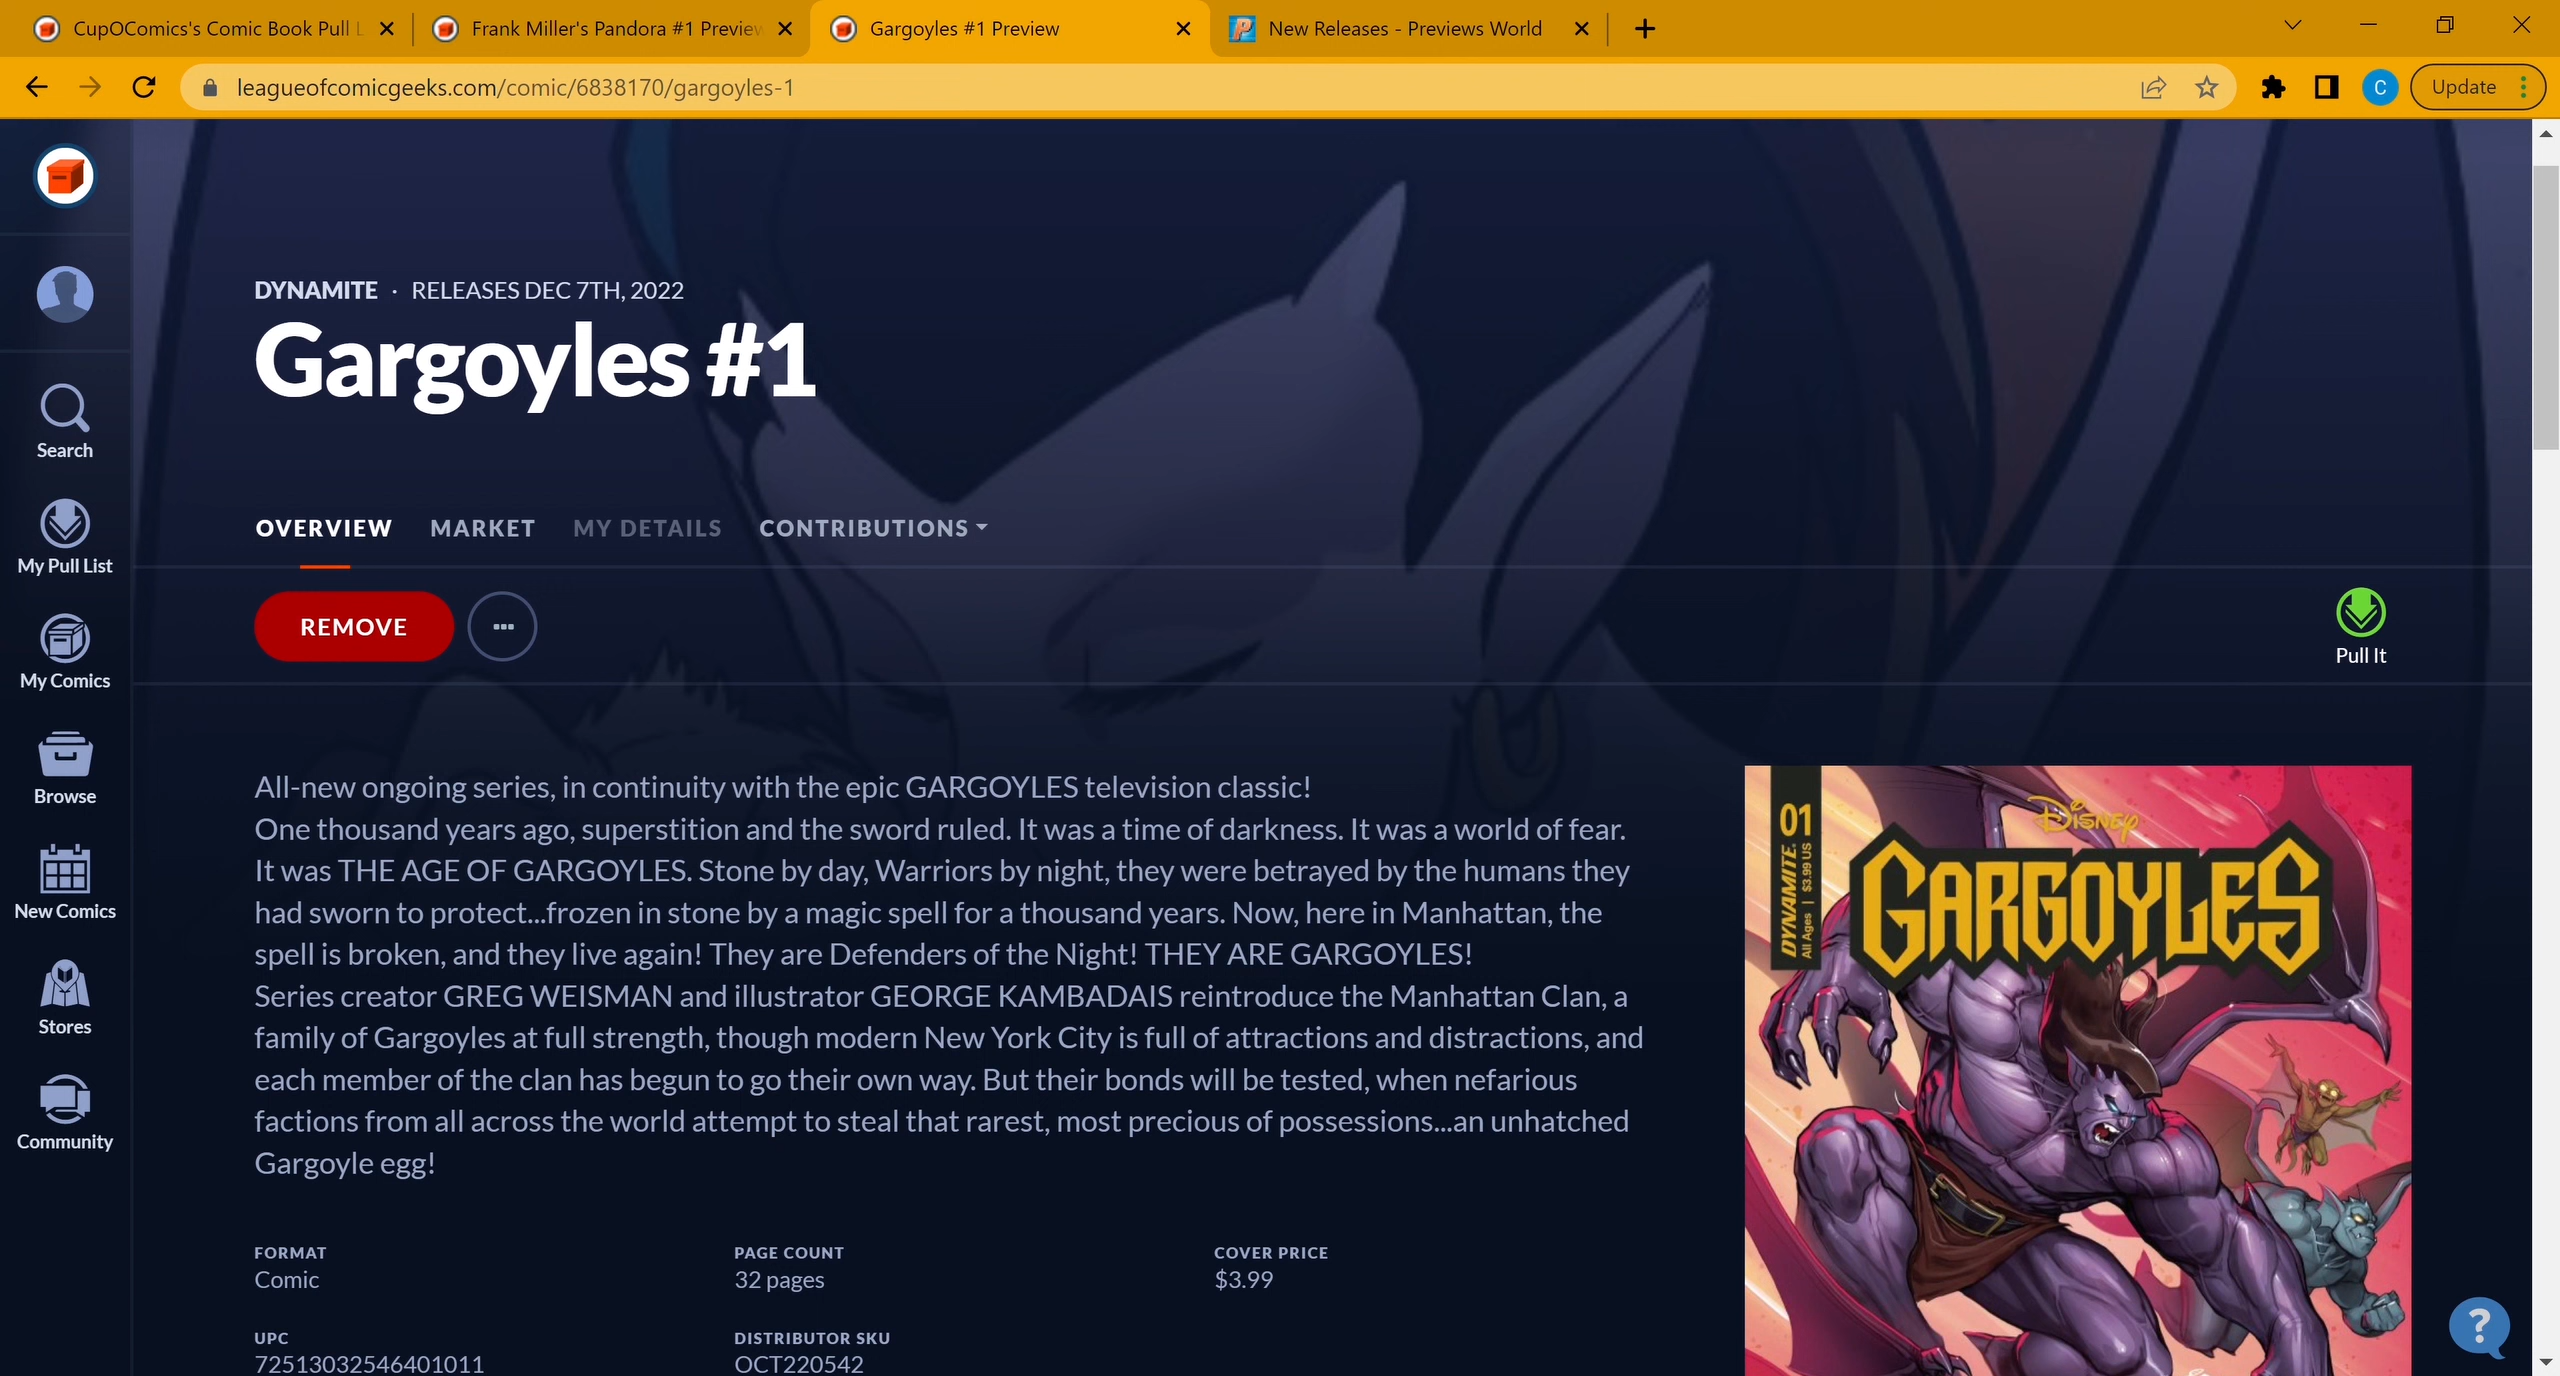 CupOComics's Comic Book Pull L
Frank Miller's Pandora #1 Preview
Gargoyles #1 Preview
New Releases - Previews World
leagueofcomicgeeks.com/comic/6838170/gargoyles-1
C
Update
DYNAMITE · RELEASES DEC 7TH, 2022
Gargoyles #1
Search
My Pull List
My Comics
Browse
New Comics
Stores
Community
OVERVIEW MARKET MY DETAILS CONTRIBUTIONS
REMOVE
...
Pull It
All-new ongoing series, in continuity with the epic GARGOYLES television classic!
One thousand years ago, superstition and the sword ruled. It was a time of darkness. It was a world of fear.
It was THE AGE OF GARGOYLES. Stone by day, Warriors by night, they were betrayed by the humans they
had sworn to protect...frozen in stone by a magic spell for a thousand years. Now, here in Manhattan, the
spell is broken, and they live again! They are Defenders of the Night! THEY ARE GARGOYLES!
Series creator GREG WEISMAN and illustrator GEORGE KAMBADAIS reintroduce the Manhattan Clan, a
family of Gargoyles at full strength, though modern New York City is full of attractions and distractions, and
each member of the clan has begun to go their own way. But their bonds will be tested, when nefarious
factions from all across the world attempt to steal that rarest, most precious of possessions...an unhatched
Gargoyle egg!
FORMAT
Comic
PAGE COUNT
32 pages
COVER PRICE
$3.99
UPC
72513032546401011
DISTRIBUTOR SKU
OCT220542
01
DYNAMITE.
All Ages | $3.99 US
Disney
GARGOYLES
?